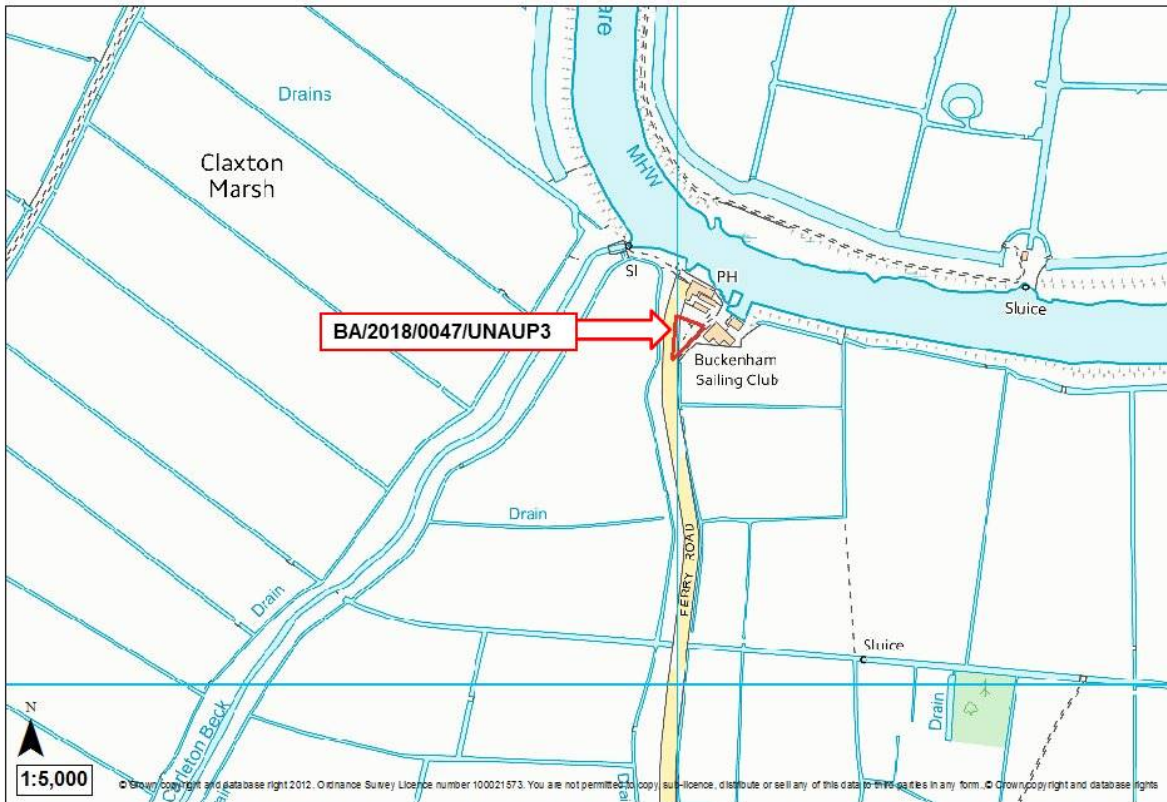 are
Drains
Claxton
Marsh
MHW
SI
PH
Sluice
BA/2018/0047/UNAUP3
Buckenham
Sailing Club
Drain
FERRY ROAD
Drain
Sluice
Drain
Carleton Beck
Drain
Drain
N
1:5,000
© Crown copyright and database right 2012. Ordnance Survey Licence number 100021573. You are not permitted to copy, sub-licence, distribute or sell any of this data to third parties in any form. © Crown copyright and database rights